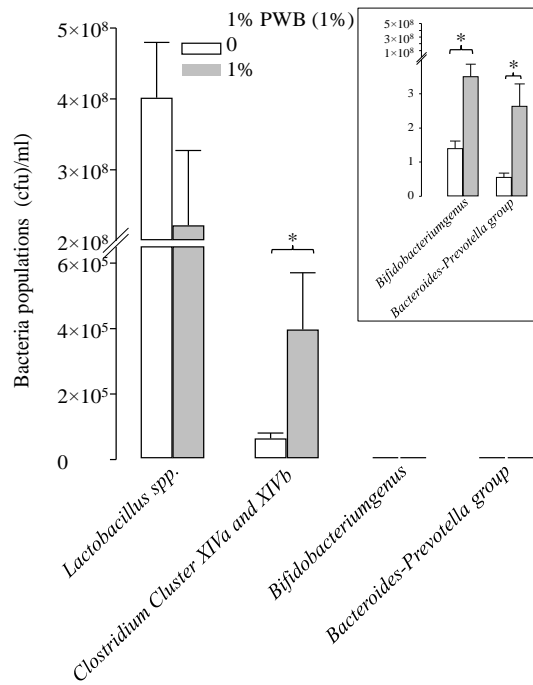 1% PWB (1%)
0
1%
Bacteria populations (cfu)/ml)
5×10⁸
4×10⁸
3×10⁸
2×10⁸
6×10⁵
4×10⁵
2×10⁵
0
*
Lactobacillus spp.
Clostridium Cluster XIVa and XIVb
Bifidobacteriumgenus
Bacteroides-Prevotella group
5×10⁸
3×10⁸
1×10⁸
3
2
1
0
*
*
Bifidobacteriumgenus
Bacteroides-Prevotella group